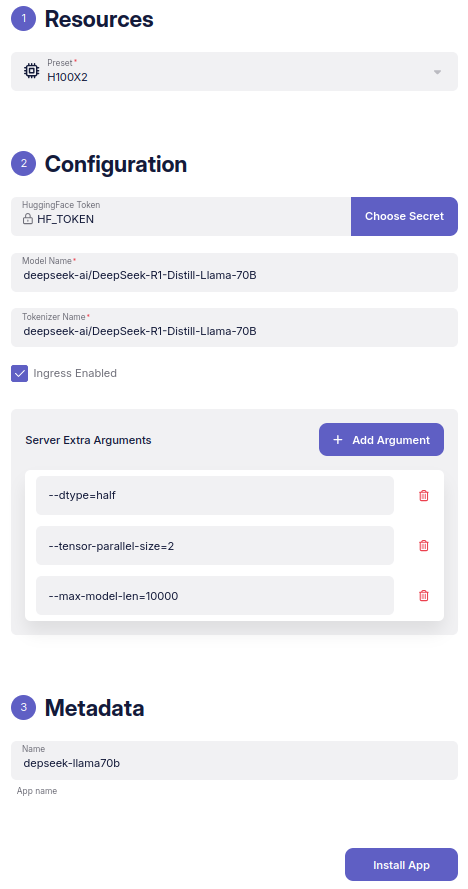 1 Resources
Preset*
H100X2
2 Configuration
HuggingFace Token
HF_TOKEN
Choose Secret
Model Name*
deepseek-ai/DeepSeek-R1-Distill-Llama-70B
Tokenizer Name*
deepseek-ai/DeepSeek-R1-Distill-Llama-70B
Ingress Enabled
Server Extra Arguments
+ Add Argument
--dtype=half
--tensor-parallel-size=2
--max-model-len=10000
3 Metadata
Name
depseek-llama70b
App name
Install App